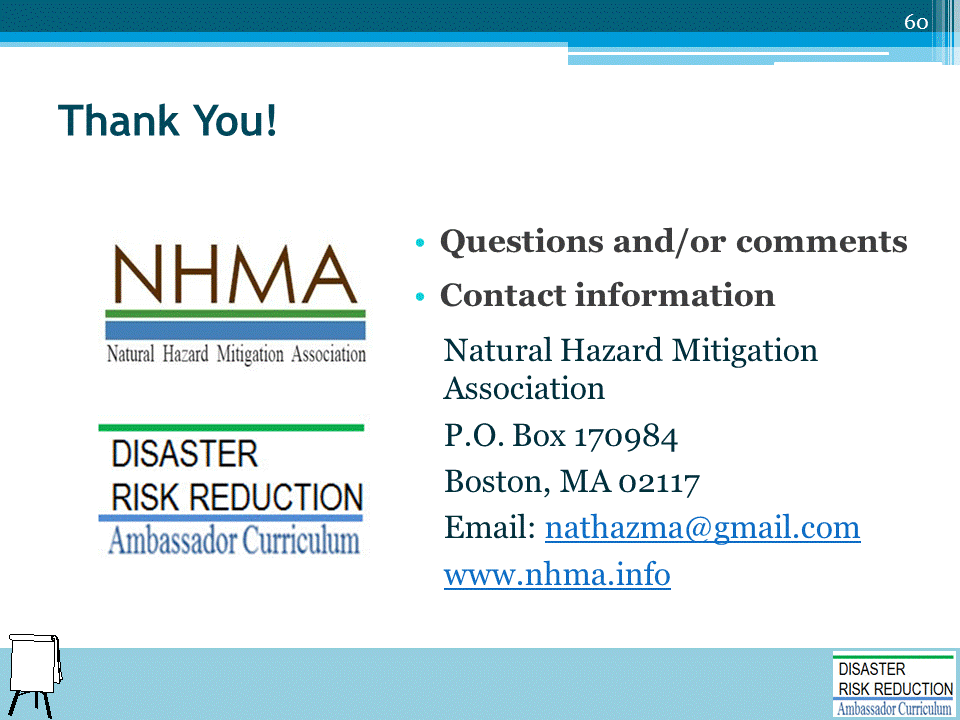 60
Thank You!
NHMA
Natural Hazard Mitigation Association
DISASTER
RISK REDUCTION
Ambassador Curriculum
• Questions and/or comments
• Contact information
Natural Hazard Mitigation
Association
P.O. Box 170984
Boston, MA 02117
Email: nathazma@gmail.com
www.nhma.info
DISASTER
RISK REDUCTION
Ambassador Curriculum